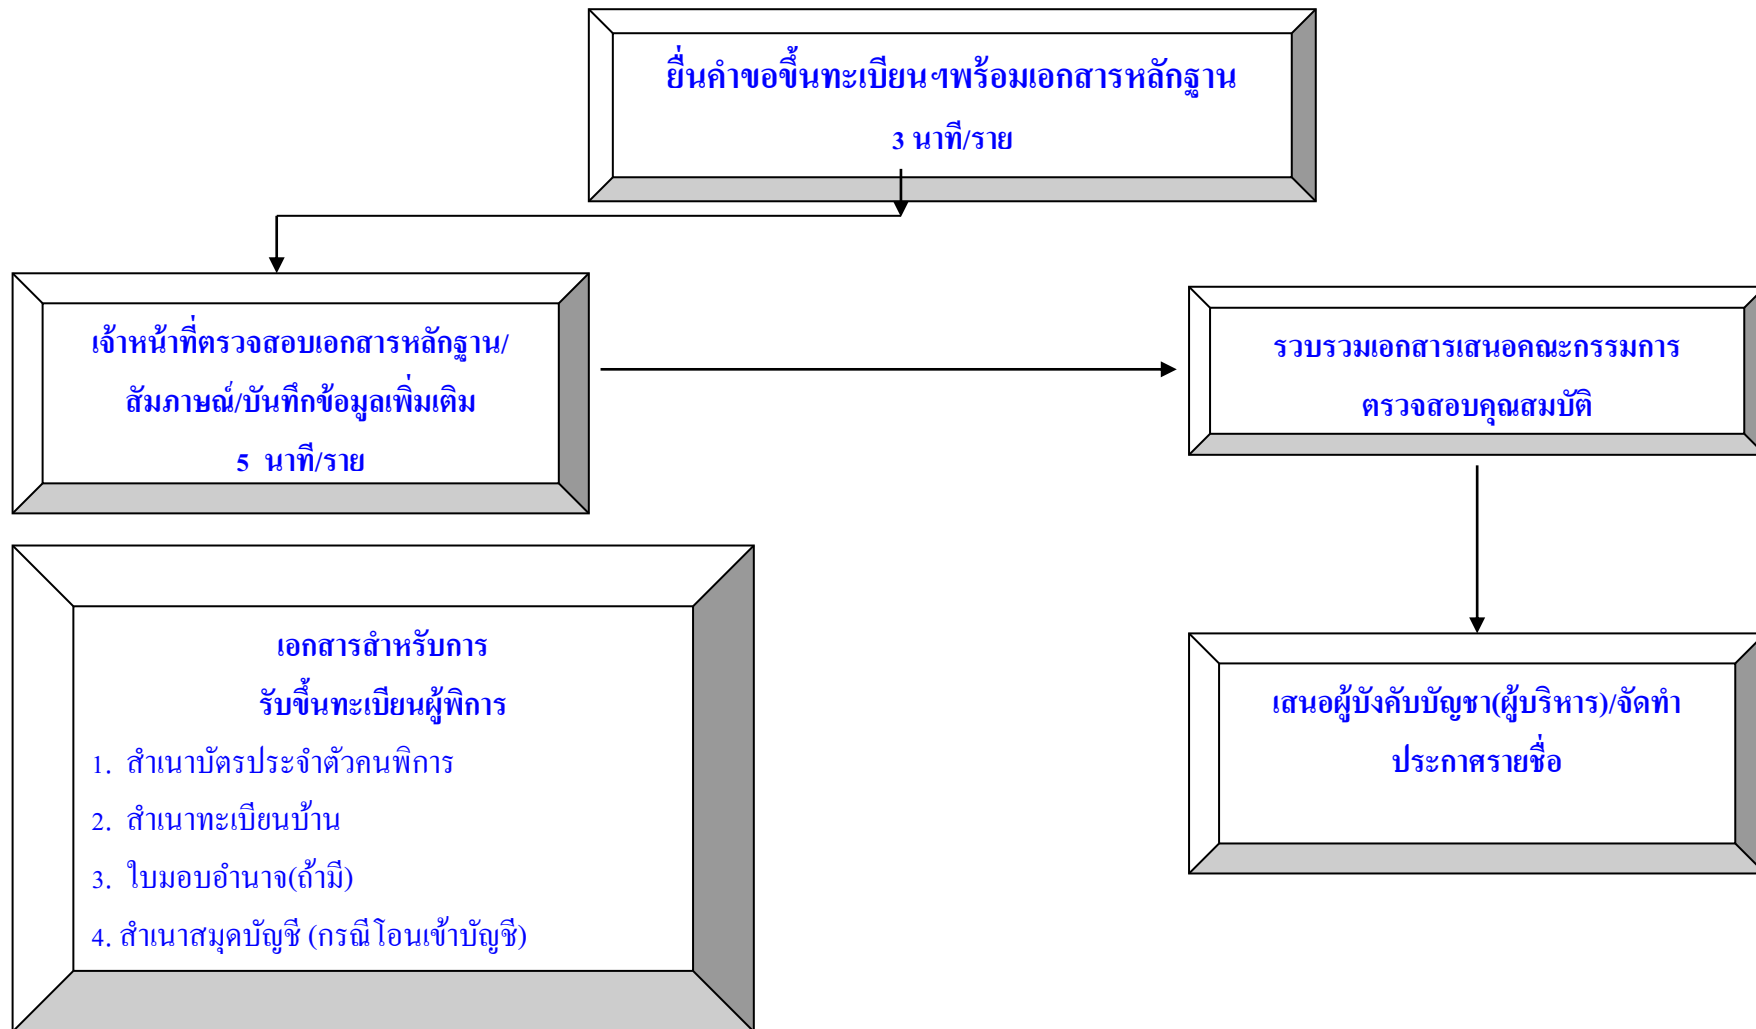 ยื่นคำขอขึ้นทะเบียนฯพร้อมเอกสารหลักฐาน
3 นาที/ราย
เจ้าหน้าที่ตรวจสอบเอกสารหลักฐาน/
สัมภาษณ์/บันทึกข้อมูลเพิ่มเติม
5 นาที/ราย
รวบรวมเอกสารเสนอคณะกรรมการ
ตรวจสอบคุณสมบัติ
เอกสารสำหรับการ
รับขึ้นทะเบียนผู้พิการ
1. สำเนาบัตรประจำตัวคนพิการ
2. สำเนาทะเบียนบ้าน
3. ใบมอบอำนาจ(ถ้ามี)
4. สำเนาสมุดบัญชี (กรณีโอนเข้าบัญชี)
เสนอผู้บังคับบัญชา(ผู้บริหาร)/จัดทำ
ประกาศรายชื่อ